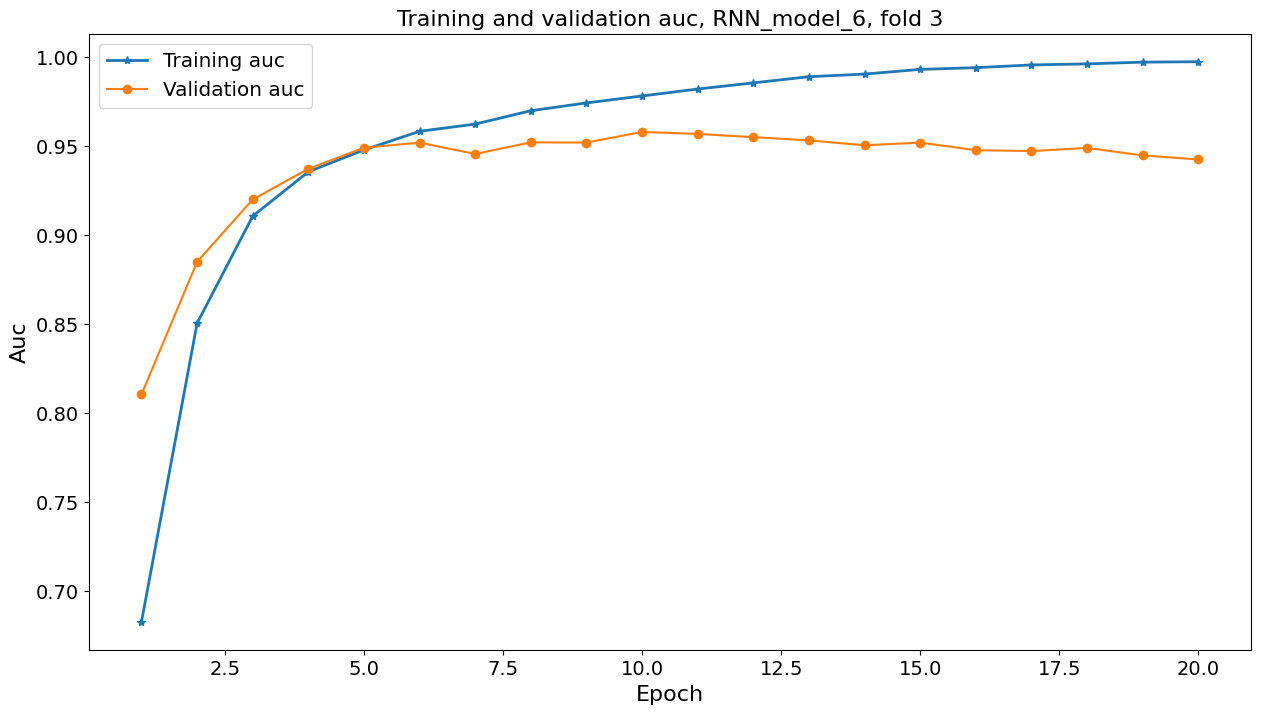 Training and validation auc, RNN_model_6, fold 3
Training auc
Validation auc
Auc
1.00
0.95
0.90
0.85
0.80
0.75
0.70
2.5 5.0 7.5 10.0 12.5 15.0 17.5 20.0
Epoch